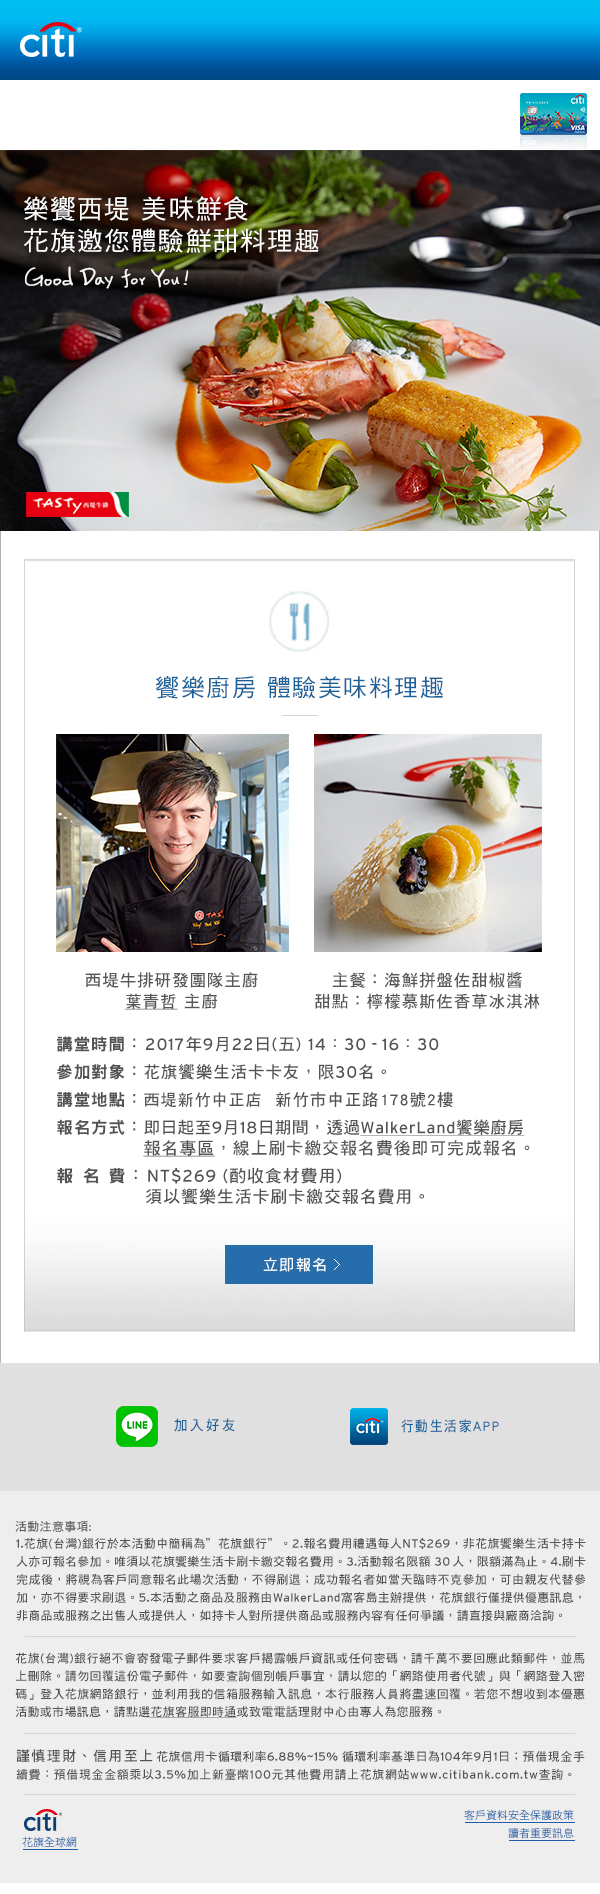 citi
citi
VISA
樂饗西堤 美味鮮食
花旗邀您體驗鮮甜料理趣
Good Day for You!
TASTy 西堤牛排
饗樂廚房 體驗美味料理趣
TAST
西堤牛排研發團隊主廚
葉青哲 主廚
主餐：海鮮拼盤佐甜椒醬
甜點：檸檬慕斯佐香草冰淇淋
講堂時間：2017年9月22日(五) 14：30 - 16：30
參加對象：花旗饗樂生活卡卡友，限30名。
講堂地點：西堤新竹中正店 新竹市中正路178號2樓
報名方式：即日起至9月18日期間，透過WalkerLand饗樂廚房
報名專區，線上刷卡繳交報名費後即可完成報名。
報 名 費：NT$269 (酌收食材費用)
須以饗樂生活卡刷卡繳交報名費用。
立即報名 >
LINE 加入好友
citi 行動生活家APP
活動注意事項:
1.花旗(台灣)銀行於本活動中簡稱為”花旗銀行”。2.報名費用禮遇每人NT$269，非花旗饗樂生活卡持卡
人亦可報名參加。唯須以花旗饗樂生活卡刷卡繳交報名費用。3.活動報名限額 30 人，限額滿為止。4.刷卡
完成後，將視為客戶同意報名此場次活動，不得刷退；成功報名者如當天臨時不克參加，可由親友代替參
加，亦不得要求刷退。5.本活動之商品及服務由WalkerLand窩客島主辦提供，花旗銀行僅提供優惠訊息，
非商品或服務之出售人或提供人，如持卡人對所提供商品或服務內容有任何爭議，請直接與廠商洽詢。
花旗(台灣)銀行絕不會寄發電子郵件要求客戶揭露帳戶資訊或任何密碼，請千萬不要回應此類郵件，並馬
上刪除。請勿回覆這份電子郵件，如要查詢個別帳戶事宜，請以您的「網路使用者代號」與「網路登入密
碼」登入花旗網路銀行，並利用我的信箱服務輸入訊息，本行服務人員將盡速回覆。若您不想收到本優惠
活動或市場訊息，請點選花旗客服即時通或致電電話理財中心由專人為您服務。
謹慎理財、信用至上 花旗信用卡循環利率6.88%~15% 循環利率基準日為104年9月1日；預借現金手
續費：預借現金金額乘以3.5%加上新臺幣100元其他費用請上花旗網站www.citibank.com.tw查詢。
citi
花旗全球網
客戶資料安全保護政策
讀者重要訊息